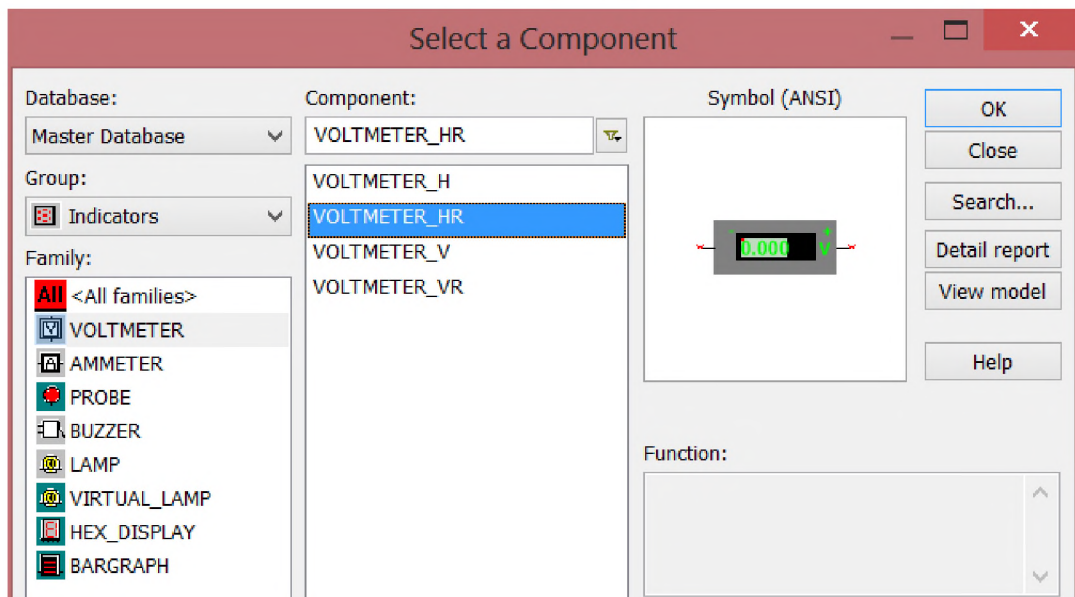 Select a Component
Database:
Master Database
Group:
Indicators
Family:
All <All families>
VOLTMETER
AMMETER
PROBE
BUZZER
LAMP
VIRTUAL_LAMP
HEX_DISPLAY
BARGRAPH
Component:
VOLTMETER_HR
VOLTMETER_H
VOLTMETER_HR
VOLTMETER_V
VOLTMETER_VR
Symbol (ANSI)
- +
0.000 V
Function:
OK
Close
Search...
Detail report
View model
Help